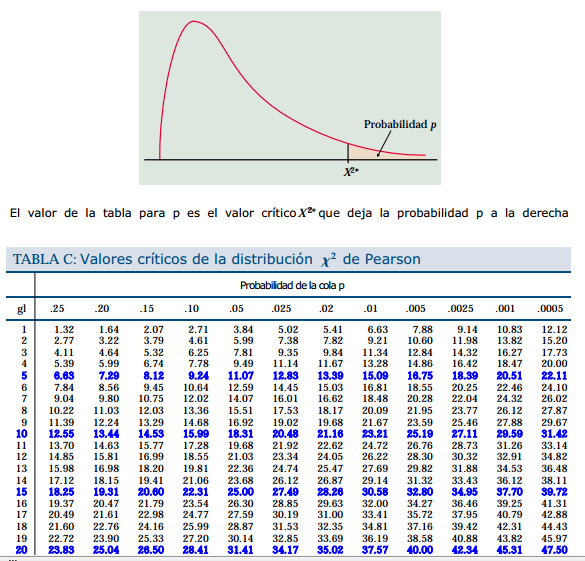 Probabilidad p
X²*
El valor de la tabla para p es el valor crítico X²* que deja la probabilidad p a la derecha
TABLA C: Valores críticos de la distribución χ² de Pearson
Probabilidad de la cola p
gl .25 .20 .15 .10 .05 .025 .02 .01 .005 .0025 .001 .0005
1 1.32 1.64 2.07 2.71 3.84 5.02 5.41 6.63 7.88 9.14 10.83 12.12
2 2.77 3.22 3.79 4.61 5.99 7.38 7.82 9.21 10.60 11.98 13.82 15.20
3 4.11 4.64 5.32 6.25 7.81 9.35 9.84 11.34 12.84 14.32 16.27 17.73
4 5.39 5.99 6.74 7.78 9.49 11.14 11.67 13.28 14.86 16.42 18.47 20.00
5 6.63 7.29 8.12 9.24 11.07 12.83 13.39 15.09 16.75 18.39 20.51 22.11
6 7.84 8.56 9.45 10.64 12.59 14.45 15.03 16.81 18.55 20.25 22.46 24.10
7 9.04 9.80 10.75 12.02 14.07 16.01 16.62 18.48 20.28 22.04 24.32 26.02
8 10.22 11.03 12.03 13.36 15.51 17.53 18.17 20.09 21.95 23.77 26.12 27.87
9 11.39 12.24 13.29 14.68 16.92 19.02 19.68 21.67 23.59 25.46 27.88 29.67
10 12.55 13.44 14.53 15.99 18.31 20.48 21.16 23.21 25.19 27.11 29.59 31.42
11 13.70 14.63 15.77 17.28 19.68 21.92 22.62 24.72 26.76 28.73 31.26 33.14
12 14.85 15.81 16.99 18.55 21.03 23.34 24.05 26.22 28.30 30.32 32.91 34.82
13 15.98 16.98 18.20 19.81 22.36 24.74 25.47 27.69 29.82 31.88 34.53 36.48
14 17.12 18.15 19.41 21.06 23.68 26.12 26.87 29.14 31.32 33.43 36.12 38.11
15 18.25 19.31 20.60 22.31 25.00 27.49 28.26 30.58 32.80 34.95 37.70 39.72
16 19.37 20.47 21.79 23.54 26.30 28.85 29.63 32.00 34.27 36.46 39.25 41.31
17 20.49 21.61 22.98 24.77 27.59 30.19 31.00 33.41 35.72 37.95 40.79 42.88
18 21.60 22.76 24.16 25.99 28.87 31.53 32.35 34.81 37.16 39.42 42.31 44.43
19 22.72 23.90 25.33 27.20 30.14 32.85 33.69 36.19 38.58 40.88 43.82 45.97
20 23.83 25.04 26.50 28.41 31.41 34.17 35.02 37.57 40.00 42.34 45.31 47.50